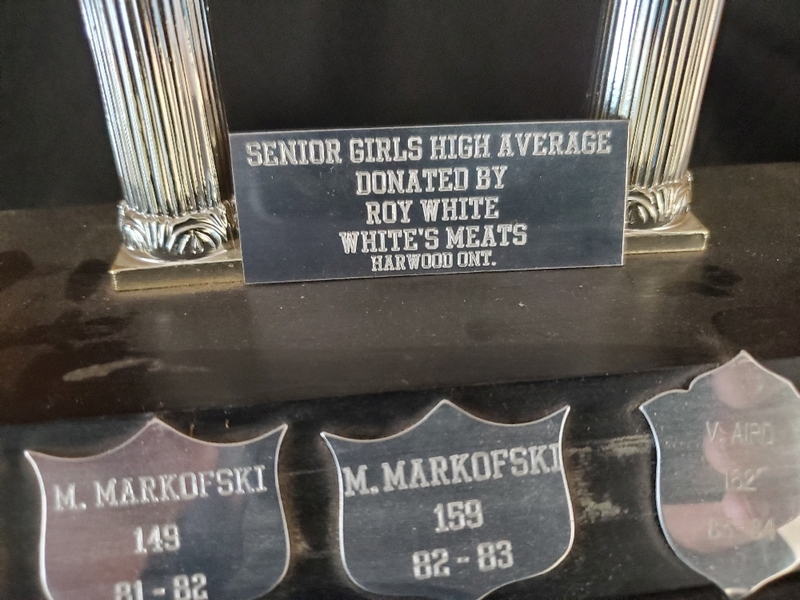 SENIOR GIRLS HIGH AVERAGE
DONATED BY
ROY WHITE
WHITE'S MEATS
HARWOOD ONT.
M. MARKOFSKI
149
81 - 82
M. MARKOFSKI
159
82 - 83
V. AIRD